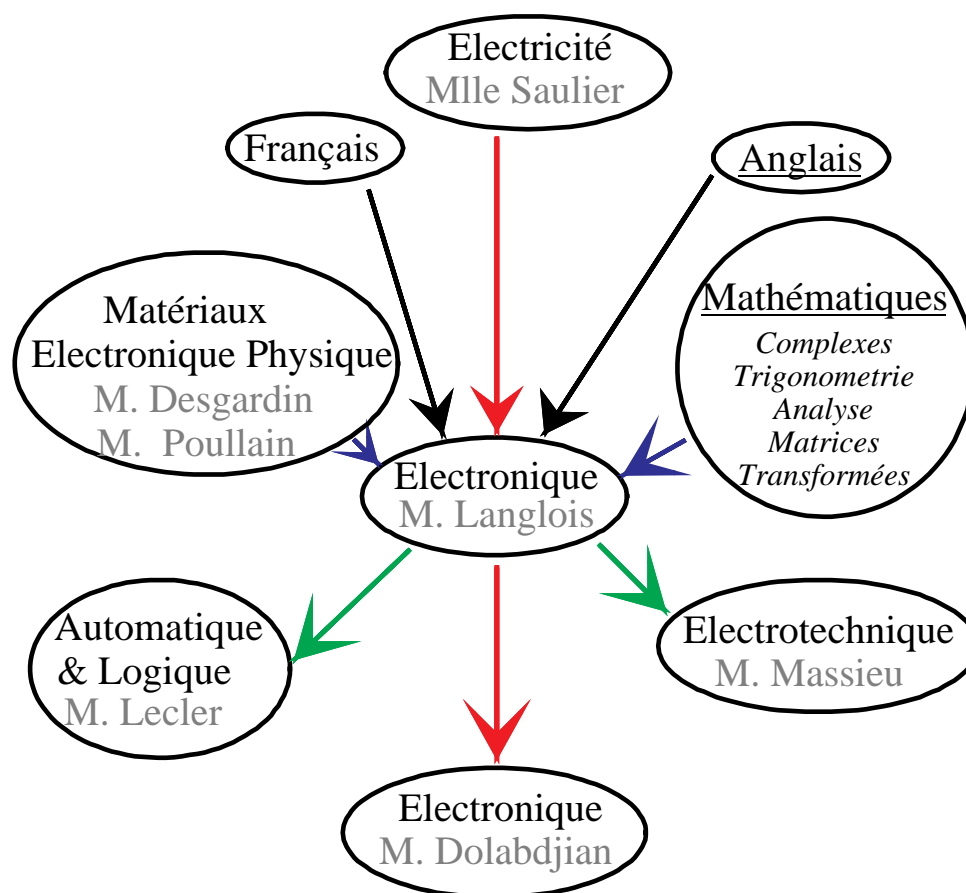 Electricité
Mlle Saulier
Français
Anglais
Matériaux
Electronique Physique
M. Desgardin
M. Poullain
Mathématiques
Complexes
Trigonometrie
Analyse
Matrices
Transformées
Electronique
M. Langlois
Automatique
& Logique
M. Lecler
Electrotechnique
M. Massieu
Electronique
M. Dolabdjian